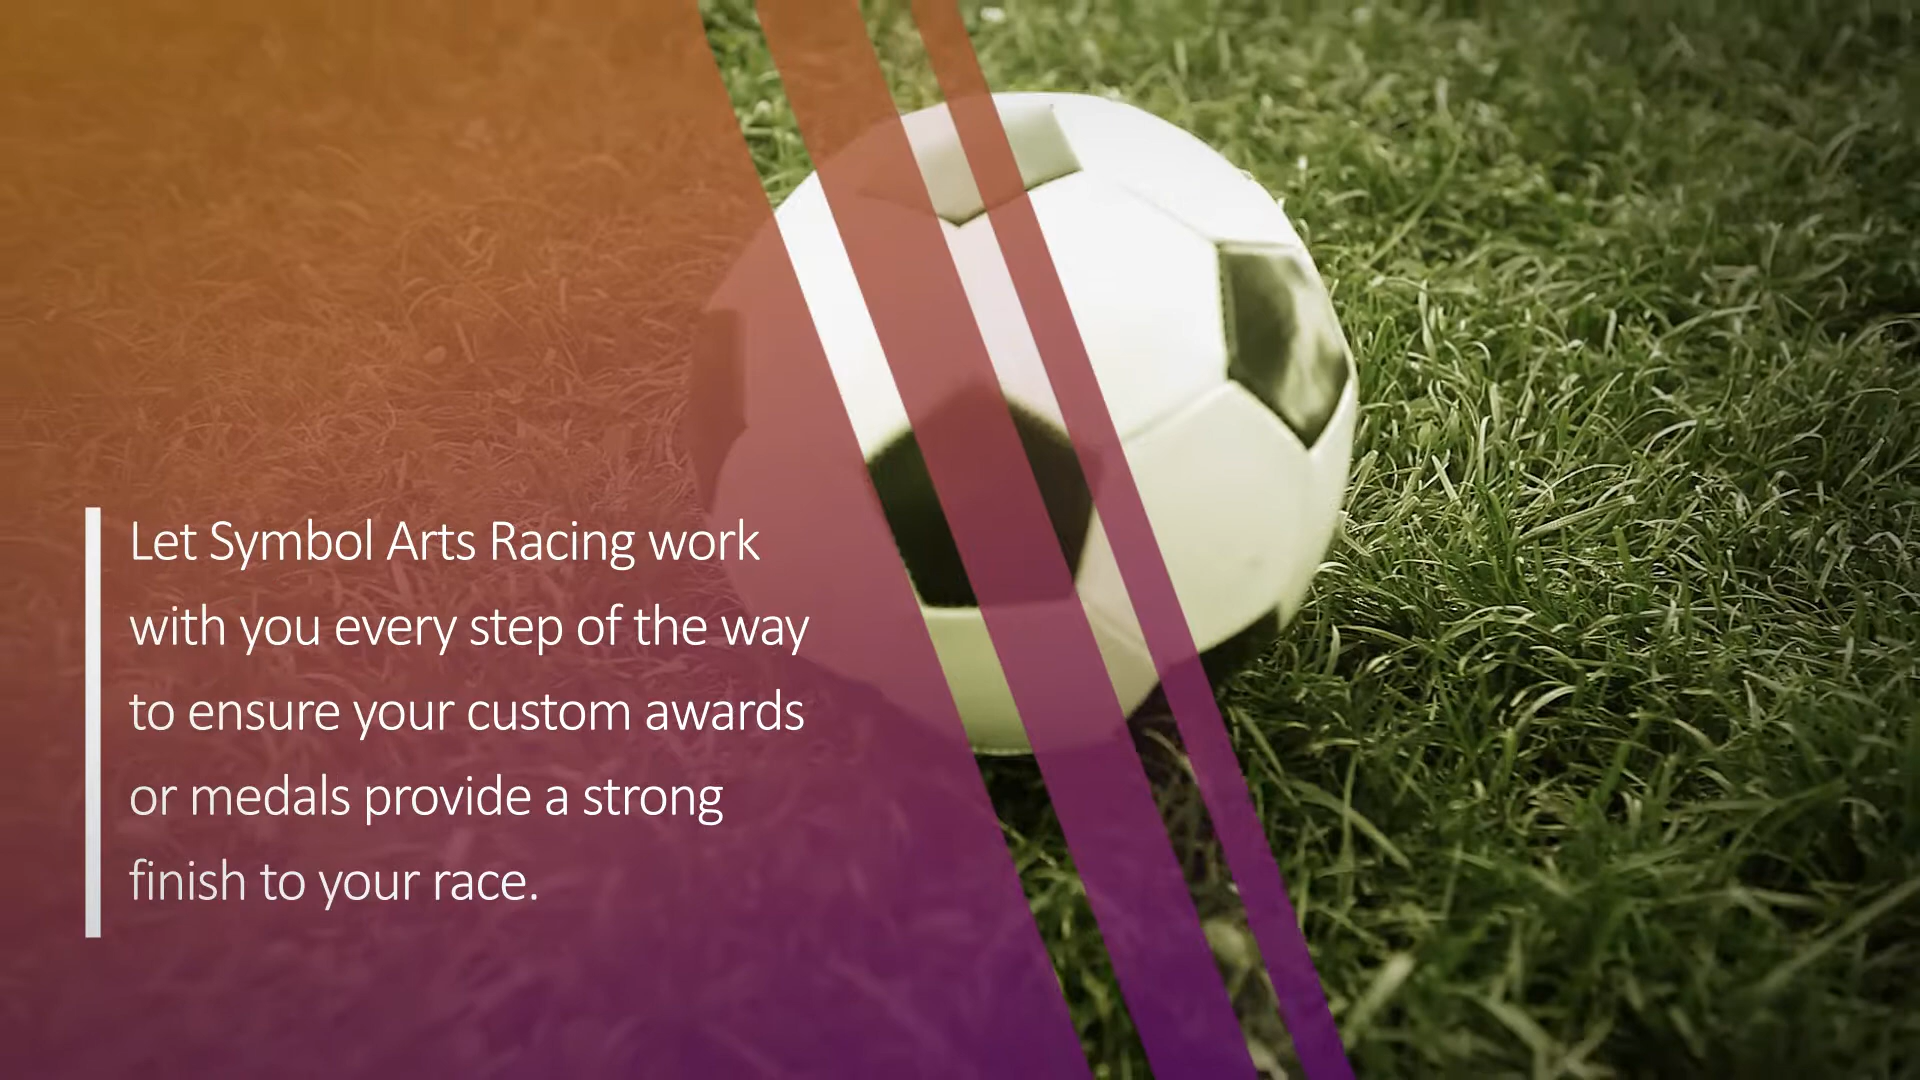 Let Symbol Arts Racing work
with you every step of the way
to ensure your custom awards
or medals provide a strong
finish to your race.